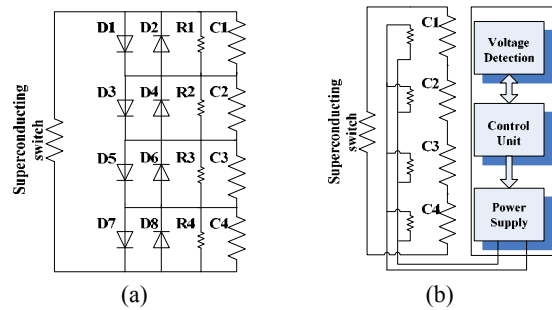 D1 D2 R1 C1
D3 D4 R2 C2
D5 D6 R3 C3
D7 D8 R4 C4
Superconducting
switch
(a)
C1
C2
C3
C4
Superconducting
switch
Voltage
Detection
Control
Unit
Power
Supply
(b)